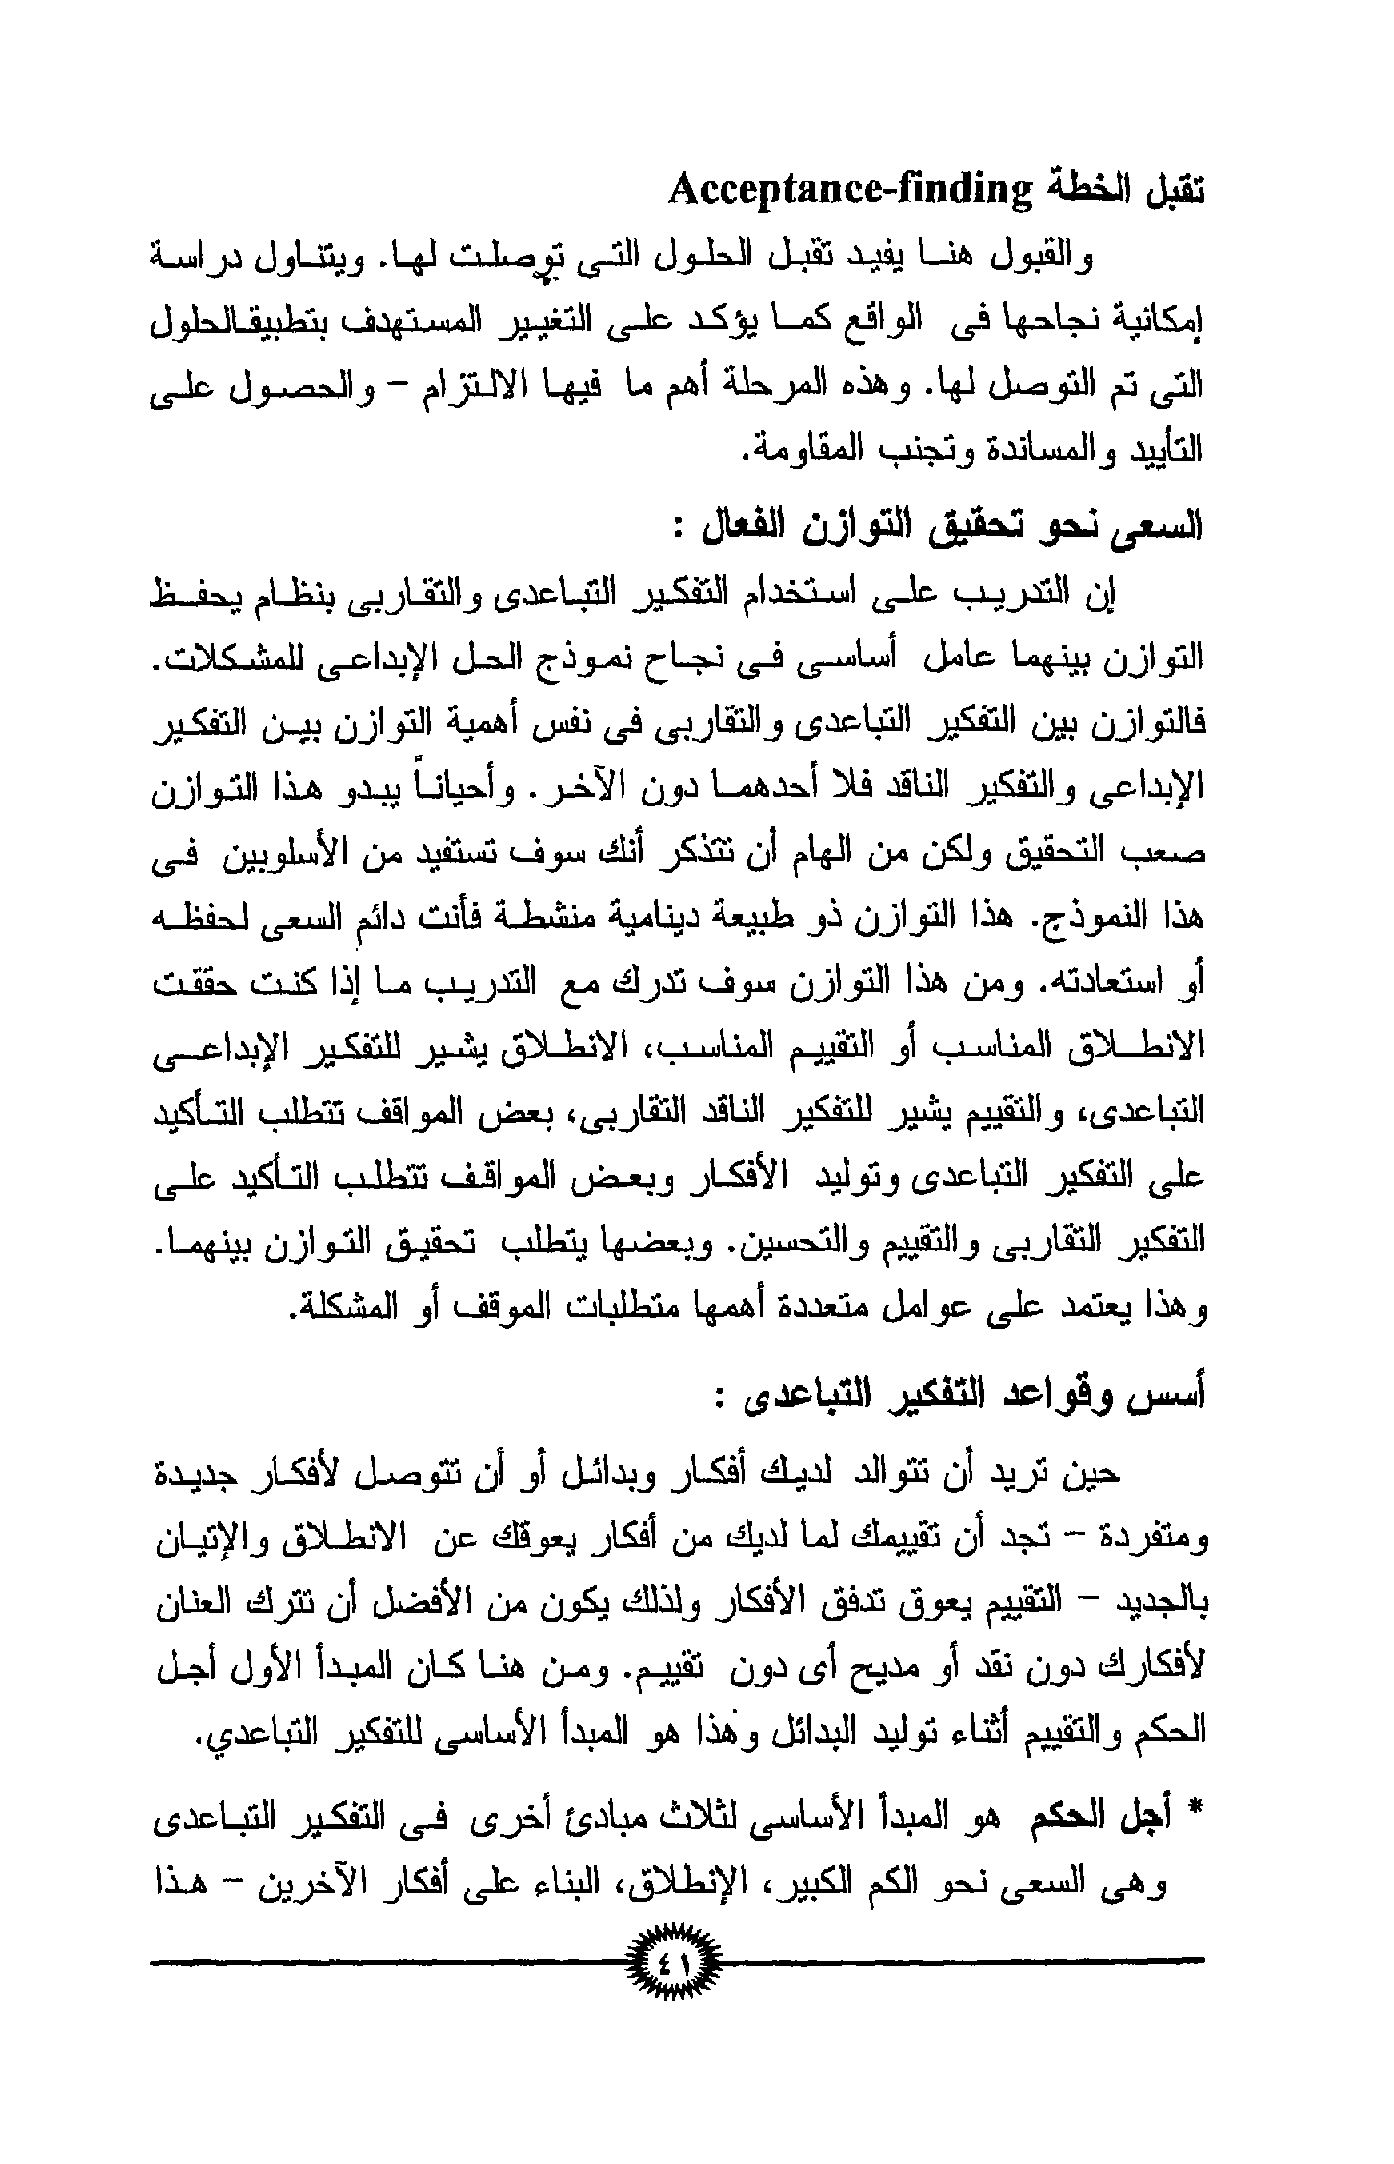 تقبل الخطة Acceptance-finding
والقبول هنا يفيد تقبل الحلول التى توصلت لها. ويتناول دراسة
إمكانية نجاحها فى الواقع كما يؤكد على التغيير المستهدف بتطبيقالحلول
التى تم التوصل لها. وهذه المرحلة أهم ما فيها الالتزام – والحصول على
التأييد والمساندة وتجنب المقاومة.
السعى نحو تحقيق التوازن الفعال :
إن التدريب على استخدام التفكير التباعدى والتقاربى بنظام يحفظ
التوازن بينهما عامل أساسى فى نجاح نموذج الحل الإبداعى للمشكلات.
فالتوازن بين التفكير التباعدى والتقاربى فى نفس أهمية التوازن بين التفكير
الإبداعى والتفكير الناقد فلا أحدهما دون الآخر. وأحياناً يبدو هذا التوازن
صعب التحقيق ولكن من الهام أن تتذكر أنك سوف تستفيد من الأسلوبين فى
هذا النموذج. هذا التوازن ذو طبيعة دينامية منشطة فأنت دائم السعى لحفظه
أو استعادته. ومن هذا التوازن سوف تدرك مع التدريب ما إذا كنت حققت
الانطلاق المناسب أو التقييم المناسب، الانطلاق يشير للتفكير الإبداعى
التباعدى، والتقييم يشير للتفكير الناقد التقاربى، بعض المواقف تتطلب التأكيد
على التفكير التباعدى وتوليد الأفكار وبعض المواقف تتطلب التأكيد على
التفكير التقاربى والتقييم والتحسين. وبعضها يتطلب تحقيق التوازن بينهما.
وهذا يعتمد على عوامل متعددة أهمها متطلبات الموقف أو المشكلة.
أسس وقواعد التفكير التباعدى :
حين تريد أن تتوالد لديك أفكار وبدائل أو أن تتوصل لأفكار جديدة
ومتفردة – تجد أن تقييمك لما لديك من أفكار يعوقك عن الانطلاق والإتيان
بالجديد – التقييم يعوق تدفق الأفكار ولذلك يكون من الأفضل أن تترك العنان
لأفكارك دون نقد أو مديح أى دون تقييم. ومن هنا كان المبدأ الأول أجل
الحكم والتقييم أثناء توليد البدائل وهذا هو المبدأ الأساسى للتفكير التباعدي.
* أجل الحكم هو المبدأ الأساسى لثلاث مبادئ أخرى فى التفكير التباعدى
وهى السعى نحو الكم الكبير، الإنطلاق، البناء على أفكار الآخرين – هذا
٤١